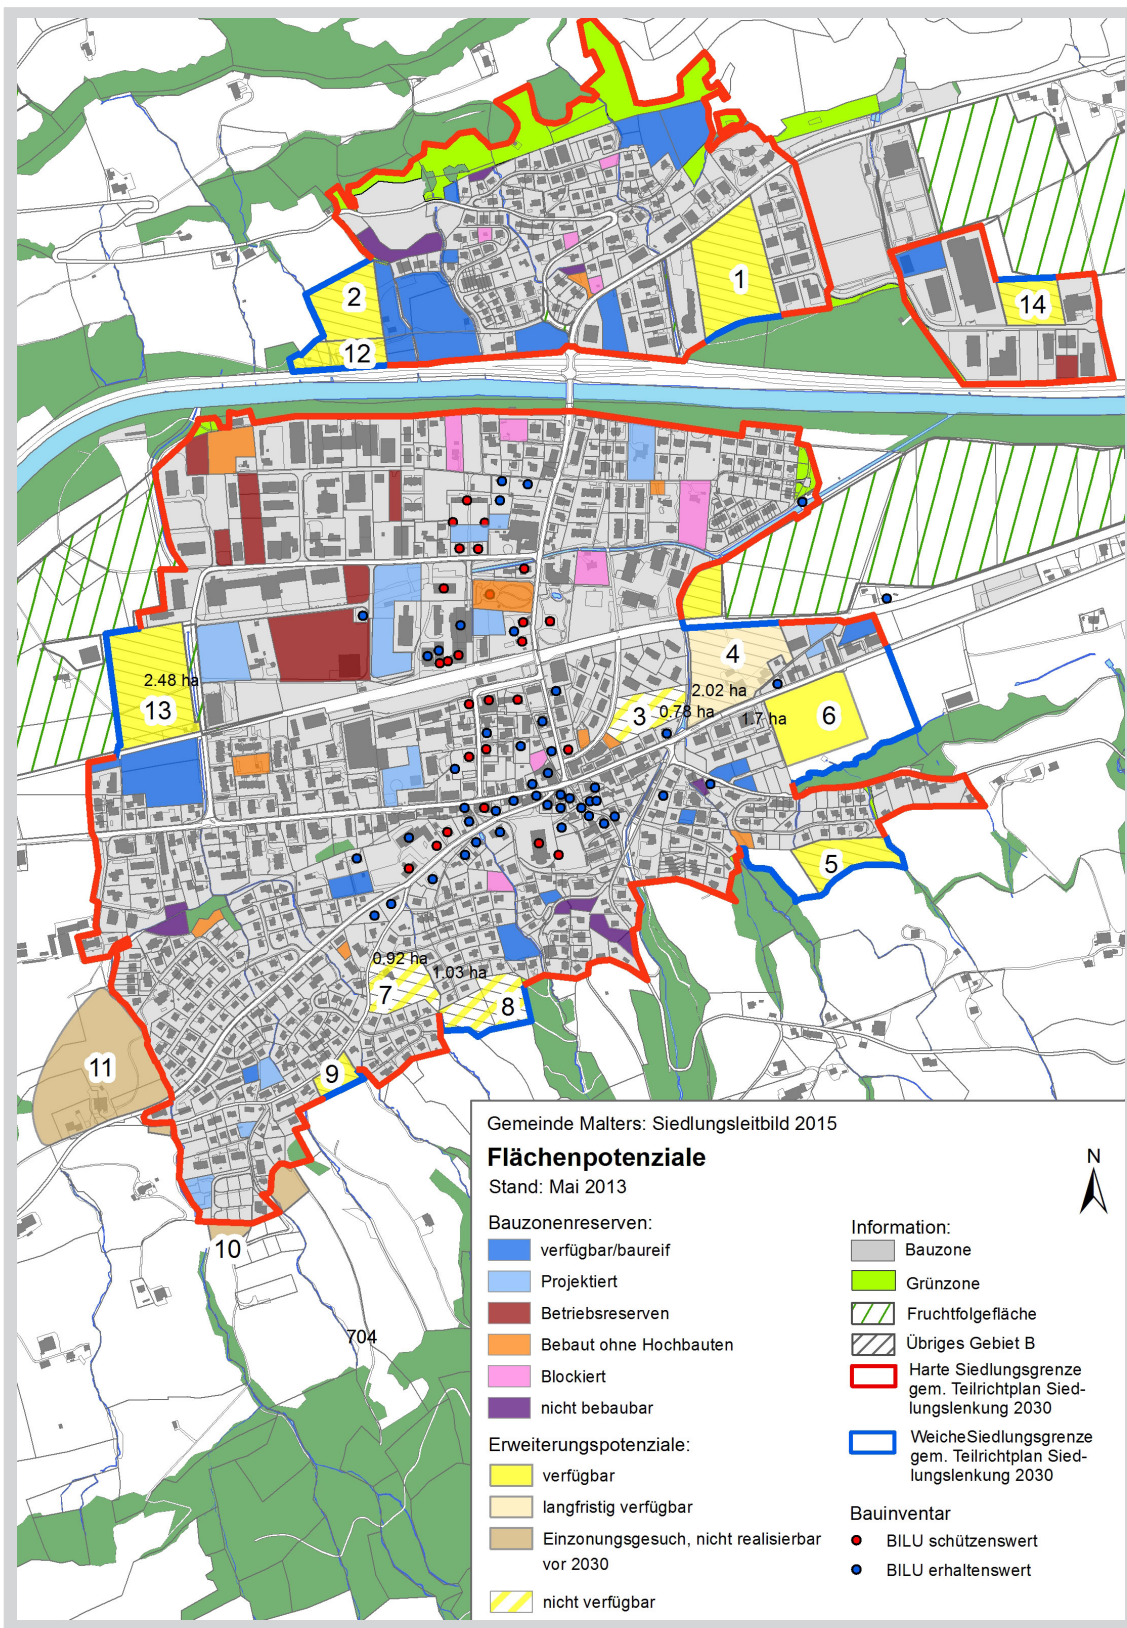 1
2
14
12
2.48 ha
13
4
2.02 ha
3
0.78 ha
1.7 ha
6
5
0.92 ha
1.03 ha
7
8
11
9
10
704
Gemeinde Malters: Siedlungsleitbild 2015
Flächenpotenziale
Stand: Mai 2013
N
Bauzonenreserven:
verfügbar/baureif
Projektiert
Betriebsreserven
Bebaut ohne Hochbauten
Blockiert
nicht bebaubar
Erweiterungspotenziale:
verfügbar
langfristig verfügbar
Einzonungsgesuch, nicht realisierbar
vor 2030
nicht verfügbar
Information:
Bauzone
Grünzone
Fruchtfolgefläche
Übriges Gebiet B
Harte Siedlungsgrenze
gem. Teilrichtplan Sied-
lungslenkung 2030
WeicheSiedlungsgrenze
gem. Teilrichtplan Sied-
lungslenkung 2030
Bauinventar
BILU schützenswert
BILU erhaltenswert